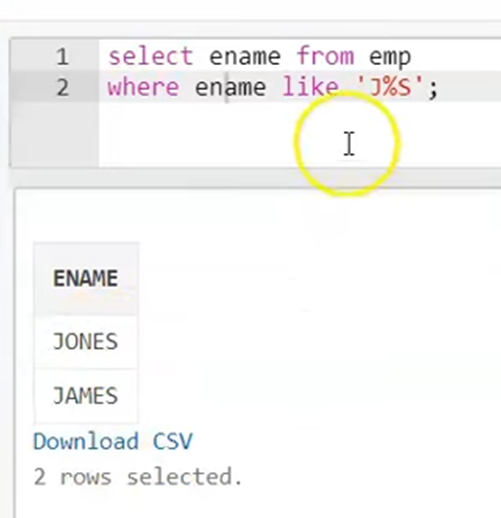 1 select ename from emp
2 where ename like 'J%S';
ENAME
JONES
JAMES
Download CSV
2 rows selected.